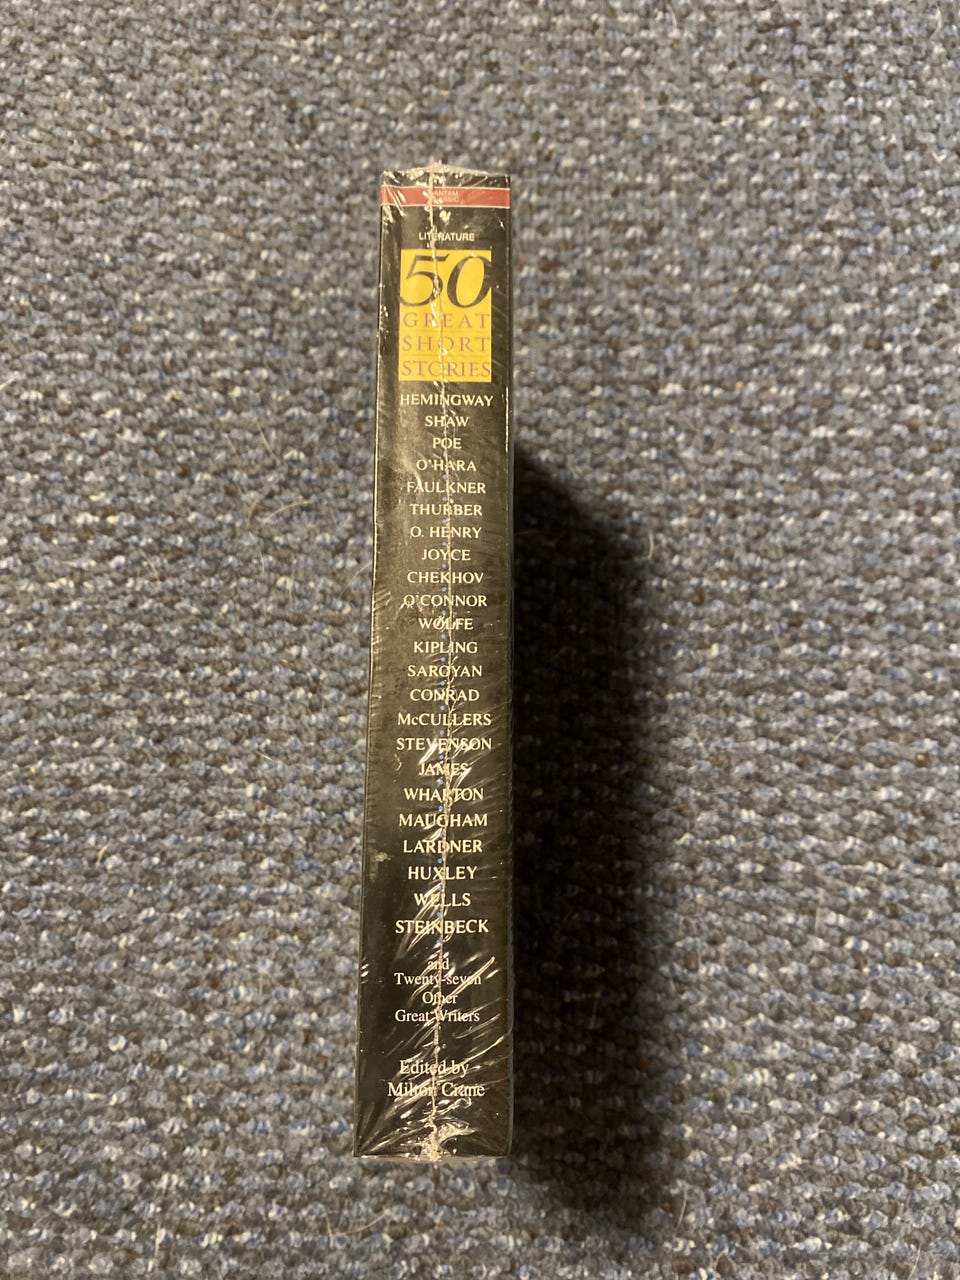 BANTAM
CLASSIC
LITERATURE
50
GREAT
SHORT
STORIES
HEMINGWAY
SHAW
POE
O'HARA
FAULKNER
THURBER
O. HENRY
JOYCE
CHEKHOV
O'CONNOR
WOLFE
KIPLING
SAROYAN
CONRAD
McCULLERS
STEVENSON
JAMES
WHARTON
MAUGHAM
LARDNER
HUXLEY
WELLS
STEINBECK
and
Twenty-seven
Other
Great Writers
Edited by
Milton Crane